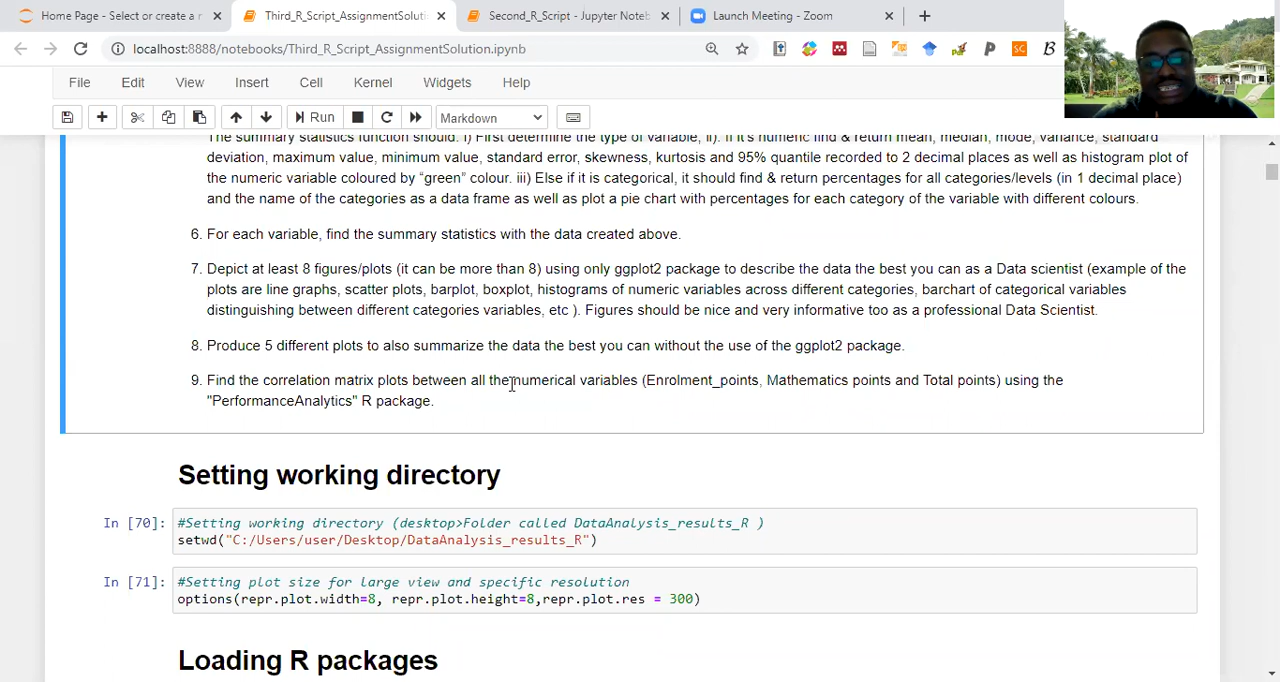 Home Page - Select or create a n
Third_R_Script_AssignmentSolutio
Second_R_Script - Jupyter Noteb
Launch Meeting - Zoom
localhost:8888/notebooks/Third_R_Script_AssignmentSolution.ipynb
File Edit View Insert Cell Kernel Widgets Help
Run Markdown
The summary statistics function should: i) First determine the type of variable, ii). If it's numeric find & return mean, median, mode, variance, standard
deviation, maximum value, minimum value, standard error, skewness, kurtosis and 95% quantile recorded to 2 decimal places as well as histogram plot of
the numeric variable coloured by “green” colour. iii) Else if it is categorical, it should find & return percentages for all categories/levels (in 1 decimal place)
and the name of the categories as a data frame as well as plot a pie chart with percentages for each category of the variable with different colours.
6. For each variable, find the summary statistics with the data created above.
7. Depict at least 8 figures/plots (it can be more than 8) using only ggplot2 package to describe the data the best you can as a Data scientist (example of the
plots are line graphs, scatter plots, barplot, boxplot, histograms of numeric variables across different categories, barchart of categorical variables
distinguishing between different categories variables, etc ). Figures should be nice and very informative too as a professional Data Scientist.
8. Produce 5 different plots to also summarize the data the best you can without the use of the ggplot2 package.
9. Find the correlation matrix plots between all the numerical variables (Enrolment_points, Mathematics points and Total points) using the
"PerformanceAnalytics" R package.
Setting working directory
In [70]: #Setting working directory (desktop>Folder called DataAnalysis_results_R )
setwd("C:/Users/user/Desktop/DataAnalysis_results_R")
In [71]: #Setting plot size for large view and specific resolution
options(repr.plot.width=8, repr.plot.height=8,repr.plot.res = 300)
Loading R packages